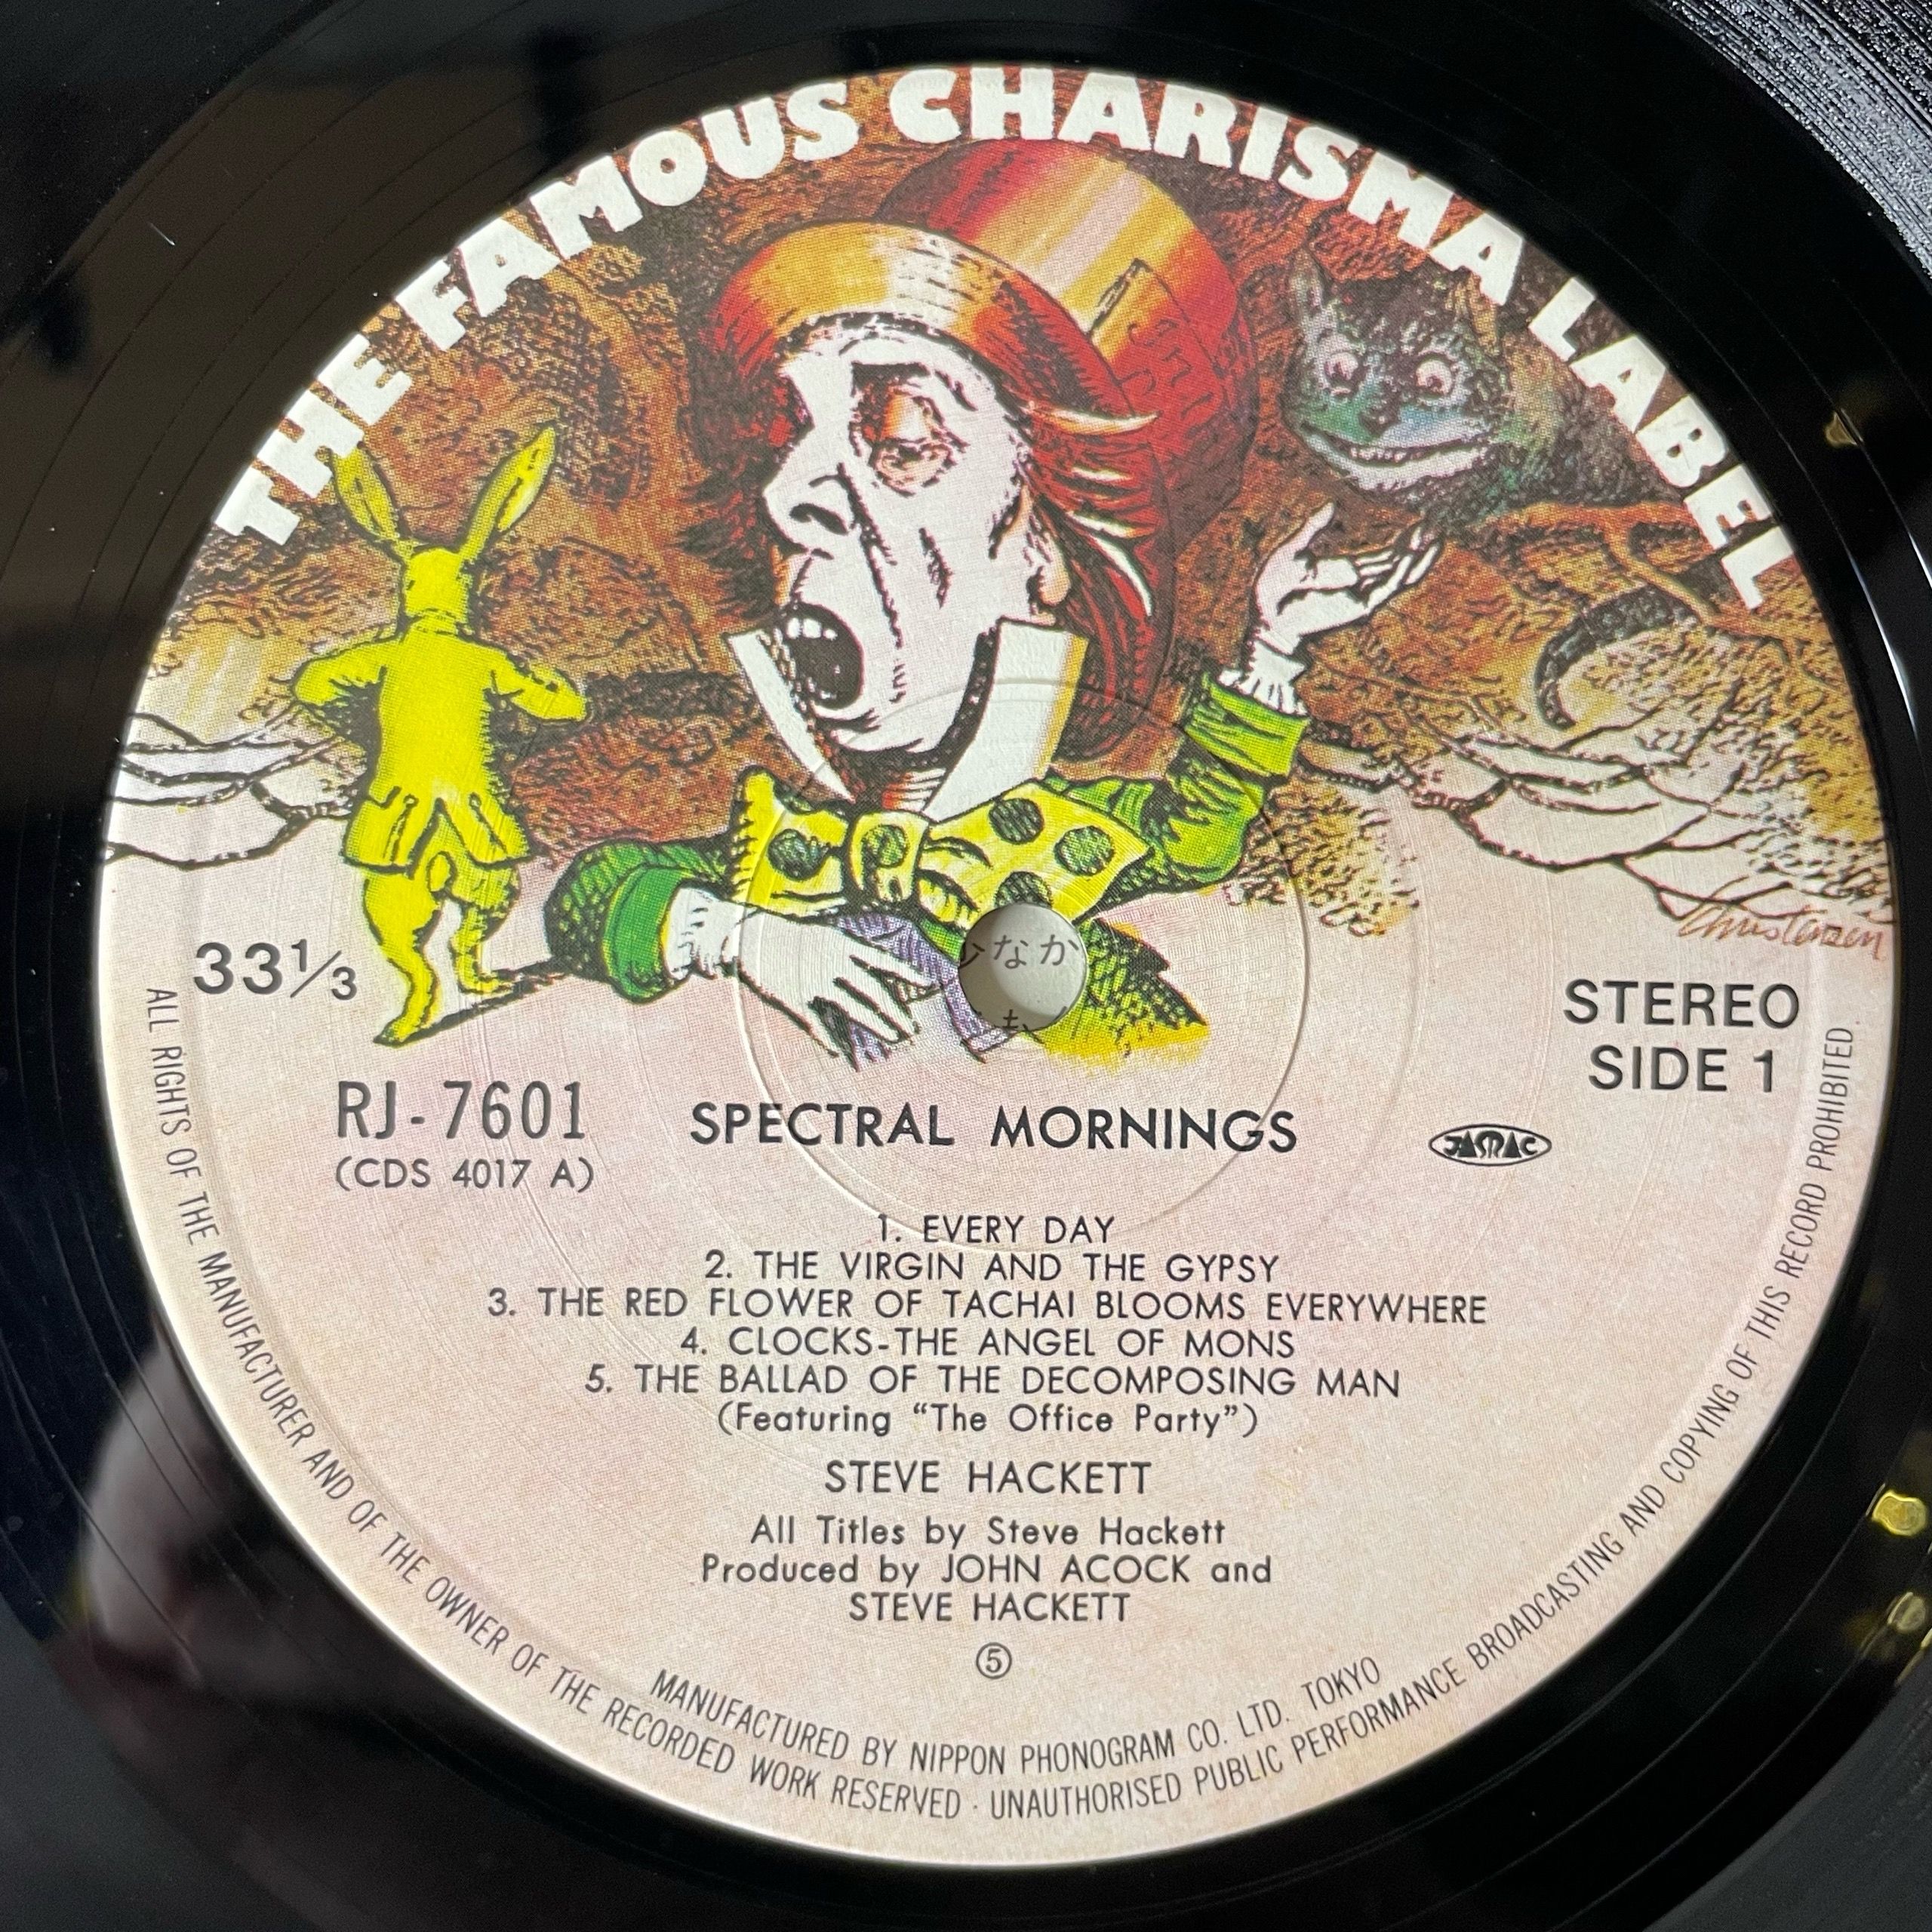 THE FAMOUS CHARISMA LABEL
Christensen
なか
も
33⅓
STEREO
SIDE 1
RJ-7601
(CDS 4017 A)
SPECTRAL MORNINGS
JASRAC
1. EVERY DAY
2. THE VIRGIN AND THE GYPSY
3. THE RED FLOWER OF TACHAI BLOOMS EVERYWHERE
4. CLOCKS-THE ANGEL OF MONS
5. THE BALLAD OF THE DECOMPOSING MAN
(Featuring “The Office Party”)
STEVE HACKETT
All Titles by Steve Hackett
Produced by JOHN ACOCK and
STEVE HACKETT
⑤
MANUFACTURED BY NIPPON PHONOGRAM CO. LTD. TOKYO
ALL RIGHTS OF THE MANUFACTURER AND OF THE OWNER OF THE RECORDED WORK RESERVED · UNAUTHORISED PUBLIC PERFORMANCE BROADCASTING AND COPYING OF THIS RECORD PROHIBITED.